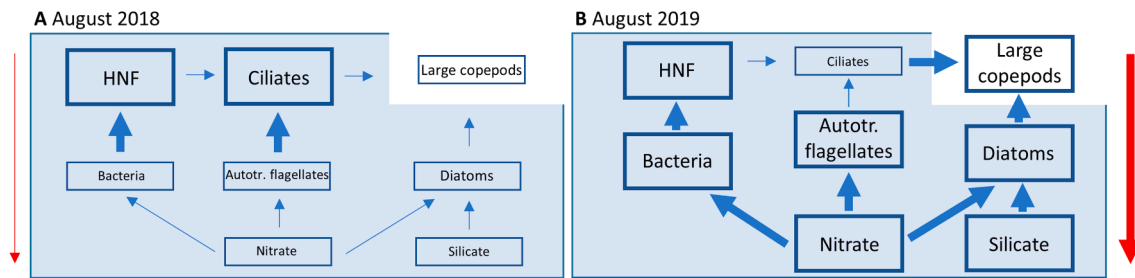 A August 2018
HNF
Ciliates
Large copepods
Bacteria
Autotr. flagellates
Diatoms
Nitrate
Silicate
B August 2019
HNF
Ciliates
Large
copepods
Bacteria
Autotr.
flagellates
Diatoms
Nitrate
Silicate